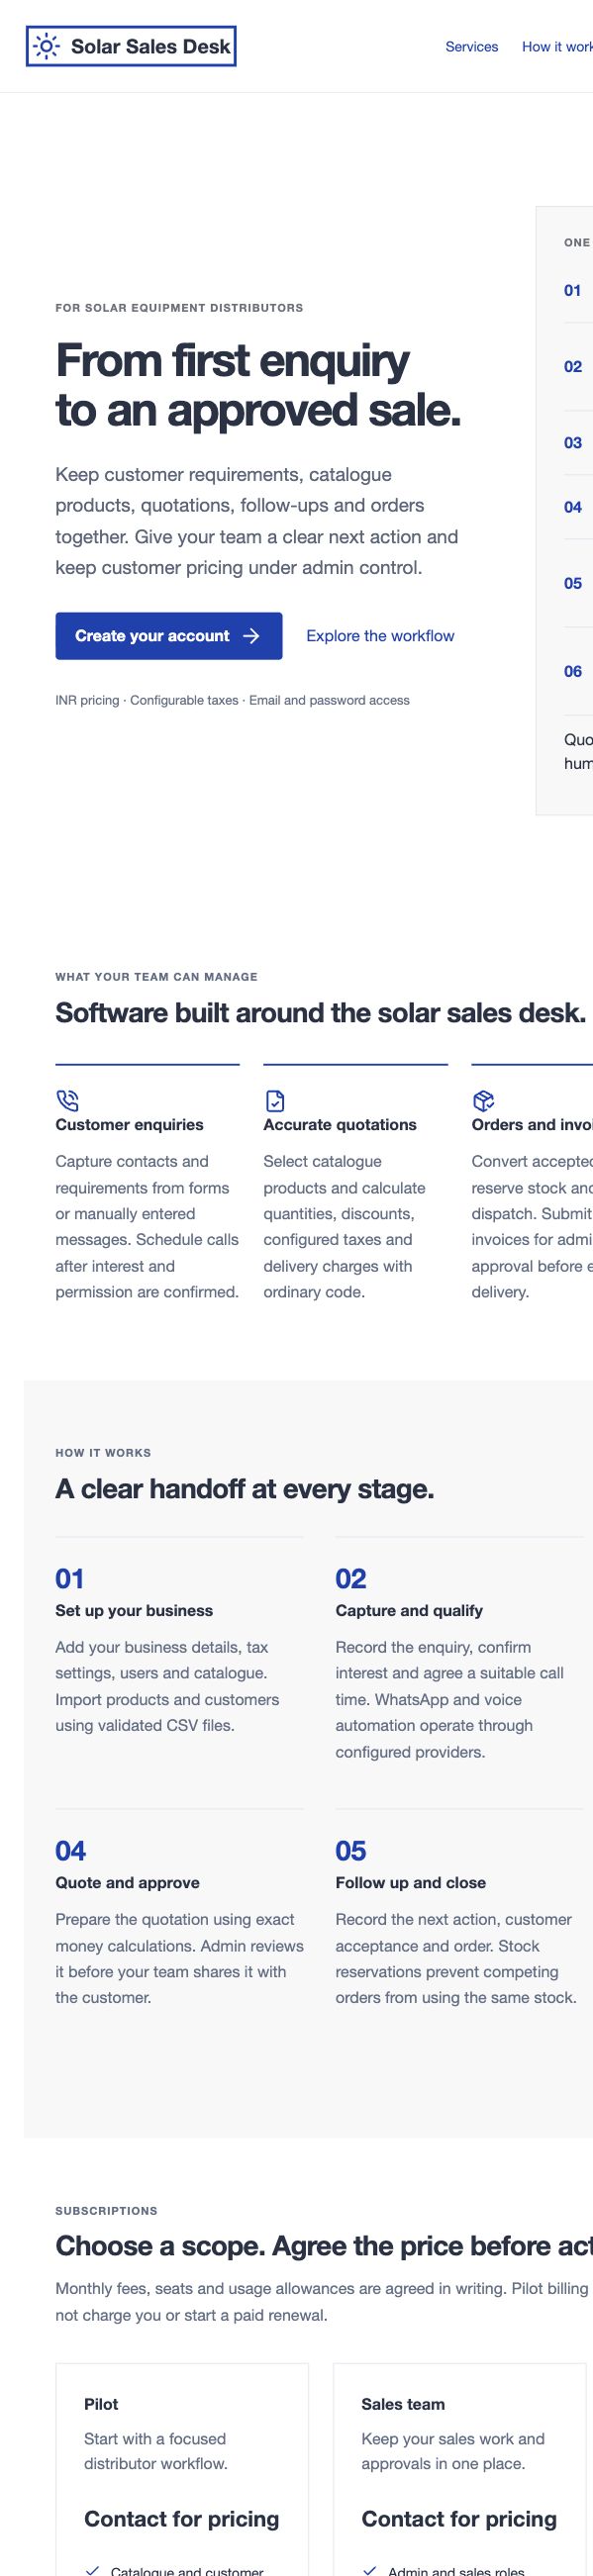 Solar Sales Desk
Services
How it work
FOR SOLAR EQUIPMENT DISTRIBUTORS
From first enquiry
to an approved sale.
Keep customer requirements, catalogue
products, quotations, follow-ups and orders
together. Give your team a clear next action and
keep customer pricing under admin control.
Create your account
Explore the workflow
INR pricing · Configurable taxes · Email and password access
ONE
01
02
03
04
05
06
Quo
hum
WHAT YOUR TEAM CAN MANAGE
Software built around the solar sales desk.
Customer enquiries
Capture contacts and
requirements from forms
or manually entered
messages. Schedule calls
after interest and
permission are confirmed.
Accurate quotations
Select catalogue
products and calculate
quantities, discounts,
configured taxes and
delivery charges with
ordinary code.
Orders and invoi
Convert accepted
reserve stock and
dispatch. Submit
invoices for admi
approval before e
delivery.
HOW IT WORKS
A clear handoff at every stage.
01
Set up your business
Add your business details, tax
settings, users and catalogue.
Import products and customers
using validated CSV files.
02
Capture and qualify
Record the enquiry, confirm
interest and agree a suitable call
time. WhatsApp and voice
automation operate through
configured providers.
04
Quote and approve
Prepare the quotation using exact
money calculations. Admin reviews
it before your team shares it with
the customer.
05
Follow up and close
Record the next action, customer
acceptance and order. Stock
reservations prevent competing
orders from using the same stock.
SUBSCRIPTIONS
Choose a scope. Agree the price before act
Monthly fees, seats and usage allowances are agreed in writing. Pilot billing
not charge you or start a paid renewal.
Pilot
Start with a focused
distributor workflow.
Contact for pricing
Catalogue and customer
Sales team
Keep your sales work and
approvals in one place.
Contact for pricing
Admin and sales roles